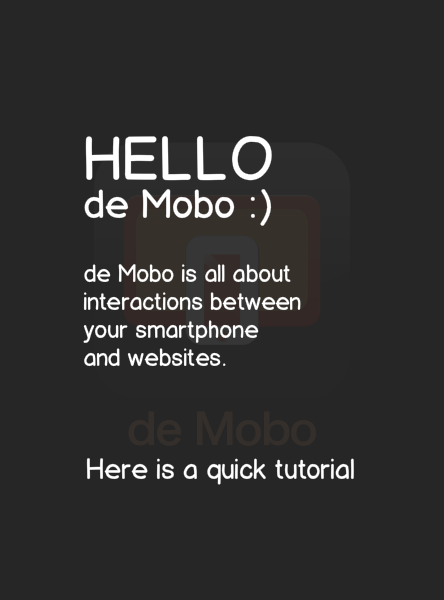 HELLO
de Mobo :)
de Mobo is all about
interactions between
your smartphone
and websites.
de Mobo
Here is a quick tutorial